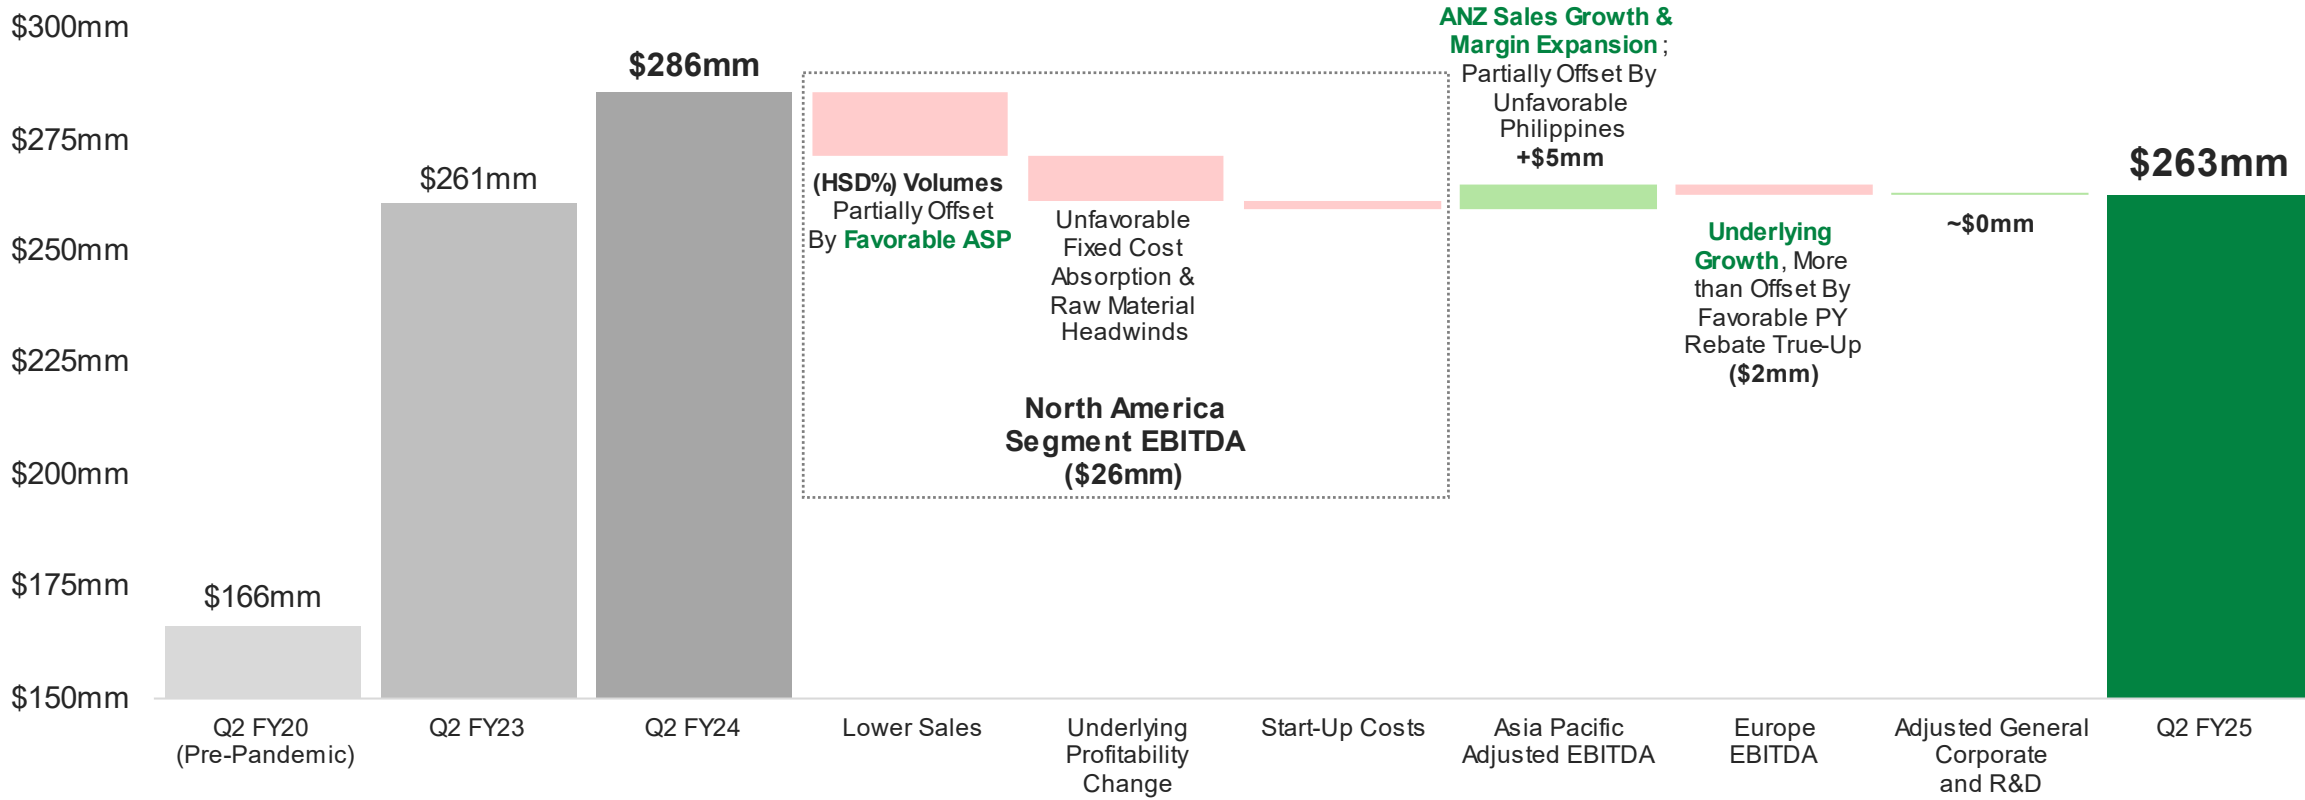 $300mm
$275mm
$250mm
$225mm
$200mm
$175mm
$150mm
$166mm
$261mm
$286mm
(HSD%) Volumes
Partially Offset
By Favorable ASP
Unfavorable
Fixed Cost
Absorption &
Raw Material
Headwinds
North America
Segment EBITDA
($26mm)
ANZ Sales Growth &
Margin Expansion;
Partially Offset By
Unfavorable
Philippines
+$5mm
Underlying
Growth, More
than Offset By
Favorable PY
Rebate True-Up
($2mm)
~$0mm
$263mm
Q2 FY20
(Pre-Pandemic)
Q2 FY23
Q2 FY24
Lower Sales
Underlying
Profitability
Change
Start-Up Costs
Asia Pacific
Adjusted EBITDA
Europe
EBITDA
Adjusted General
Corporate
and R&D
Q2 FY25